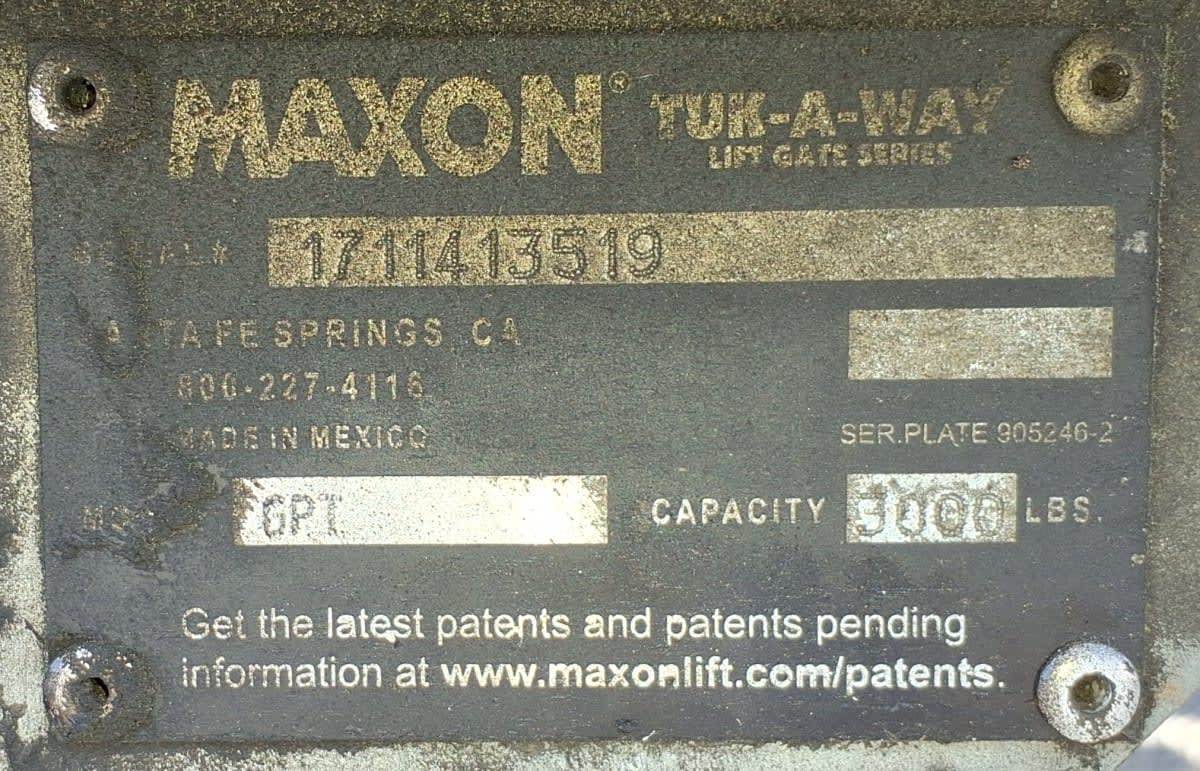 MAXON® TUK-A-WAY
LIFT GATE SERIES
SERIAL# 1711413519
SANTA FE SPRINGS, CA
800-227-4116
MADE IN MEXICO
SER.PLATE 905246-2
GPT CAPACITY 3000 LBS.
Get the latest patents and patents pending
information at www.maxonlift.com/patents.